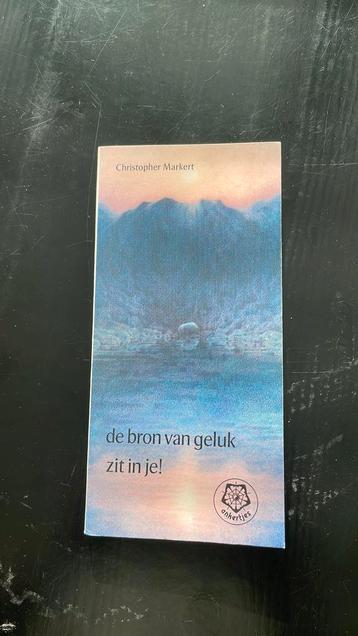 Christopher Markert
de bron van geluk
zit in je!
ankertjes